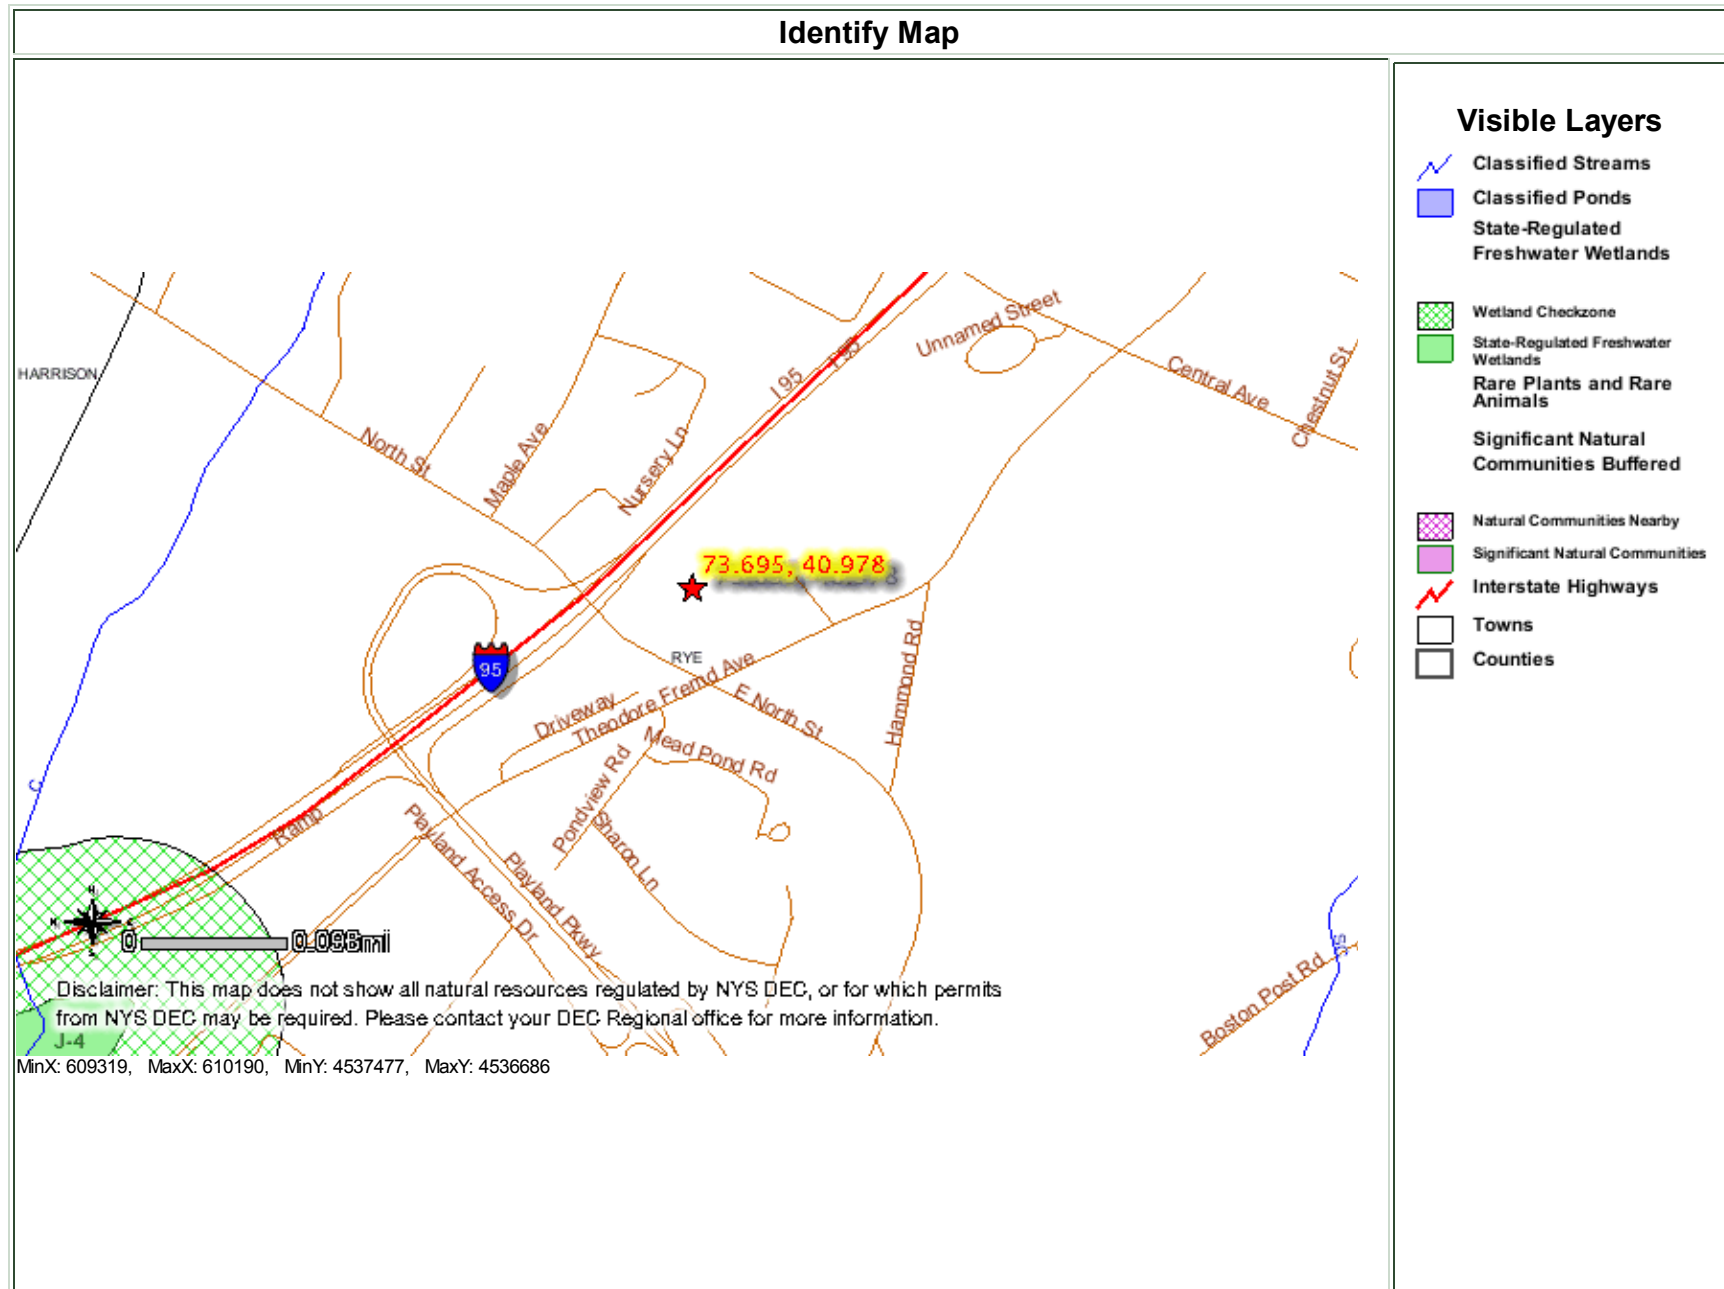 Identify Map
Visible Layers
Classified Streams
Classified Ponds
State-Regulated
Freshwater Wetlands
Wetland Checkzone
State-Regulated Freshwater
Wetlands
Rare Plants and Rare
Animals
Significant Natural
Communities Buffered
Natural Communities Nearby
Significant Natural Communities
Interstate Highways
Towns
Counties
HARRISON
North St
Maple Ave
Nursery Ln
I 95
Unnamed Street
Central Ave
Chestnut St
73.695, 40.978
95
RYE
Driveway
Theodore Fremd Ave
E North St
Hammond Rd
Mead Pond Rd
Pondview Rd
Sharon Ln
Playland Access Dr
Playland Pkwy
Ramp
C
Boston Post Rd
0
0.098mi
Disclaimer: This map does not show all natural resources regulated by NYS DEC, or for which permits
from NYS DEC may be required. Please contact your DEC Regional office for more information.
J-4
MinX: 609319, MaxX: 610190, MinY: 4537477, MaxY: 4536686